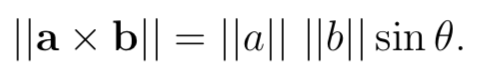 ||a × b|| = ||a|| ||b|| sin θ.